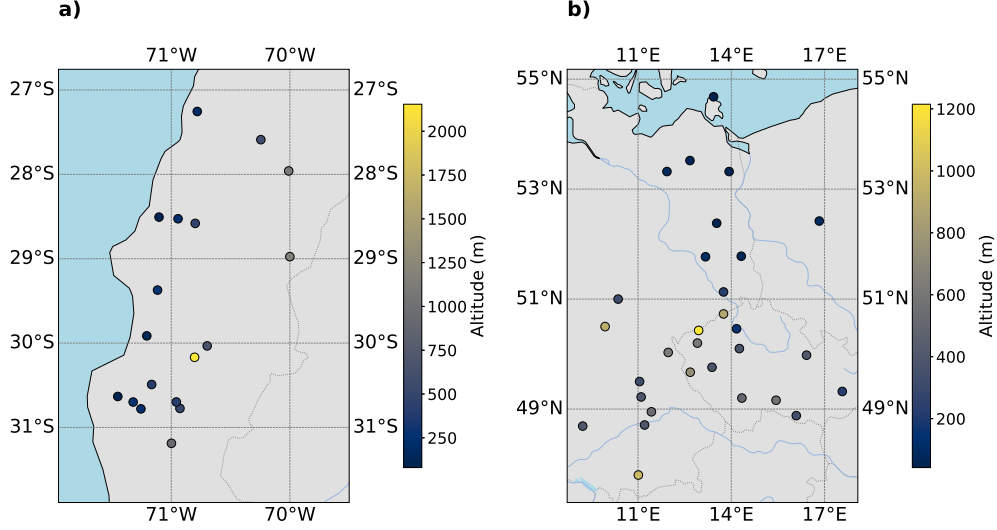 a)
b)
71°W 70°W
11°E 14°E 17°E
27°S 27°S
28°S 28°S
29°S 29°S
30°S 30°S
31°S 31°S
71°W 70°W
2000
1750
1500
1250
1000
750
500
250
Altitude (m)
55°N 55°N
53°N 53°N
51°N 51°N
49°N 49°N
11°E 14°E 17°E
1200
1000
800
600
400
200
Altitude (m)